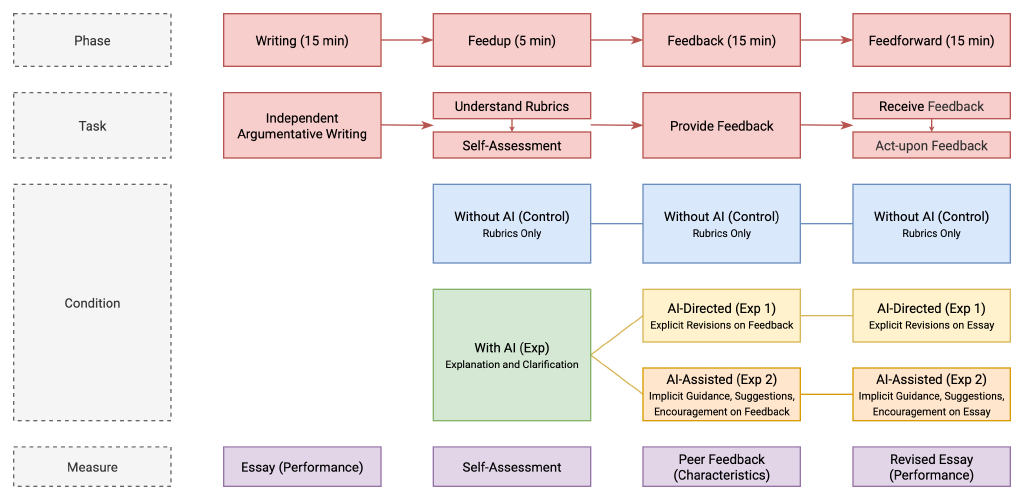 Phase
Writing (15 min)
Feedup (5 min)
Feedback (15 min)
Feedforward (15 min)
Task
Independent
Argumentative Writing
Understand Rubrics
Self-Assessment
Provide Feedback
Receive Feedback
Act-upon Feedback
Condition
Without AI (Control)
Rubrics Only
Without AI (Control)
Rubrics Only
Without AI (Control)
Rubrics Only
With AI (Exp)
Explanation and Clarification
AI-Directed (Exp 1)
Explicit Revisions on Feedback
AI-Directed (Exp 1)
Explicit Revisions on Essay
AI-Assisted (Exp 2)
Implicit Guidance, Suggestions,
Encouragement on Feedback
AI-Assisted (Exp 2)
Implicit Guidance, Suggestions,
Encouragement on Essay
Measure
Essay (Performance)
Self-Assessment
Peer Feedback
(Characteristics)
Revised Essay
(Performance)